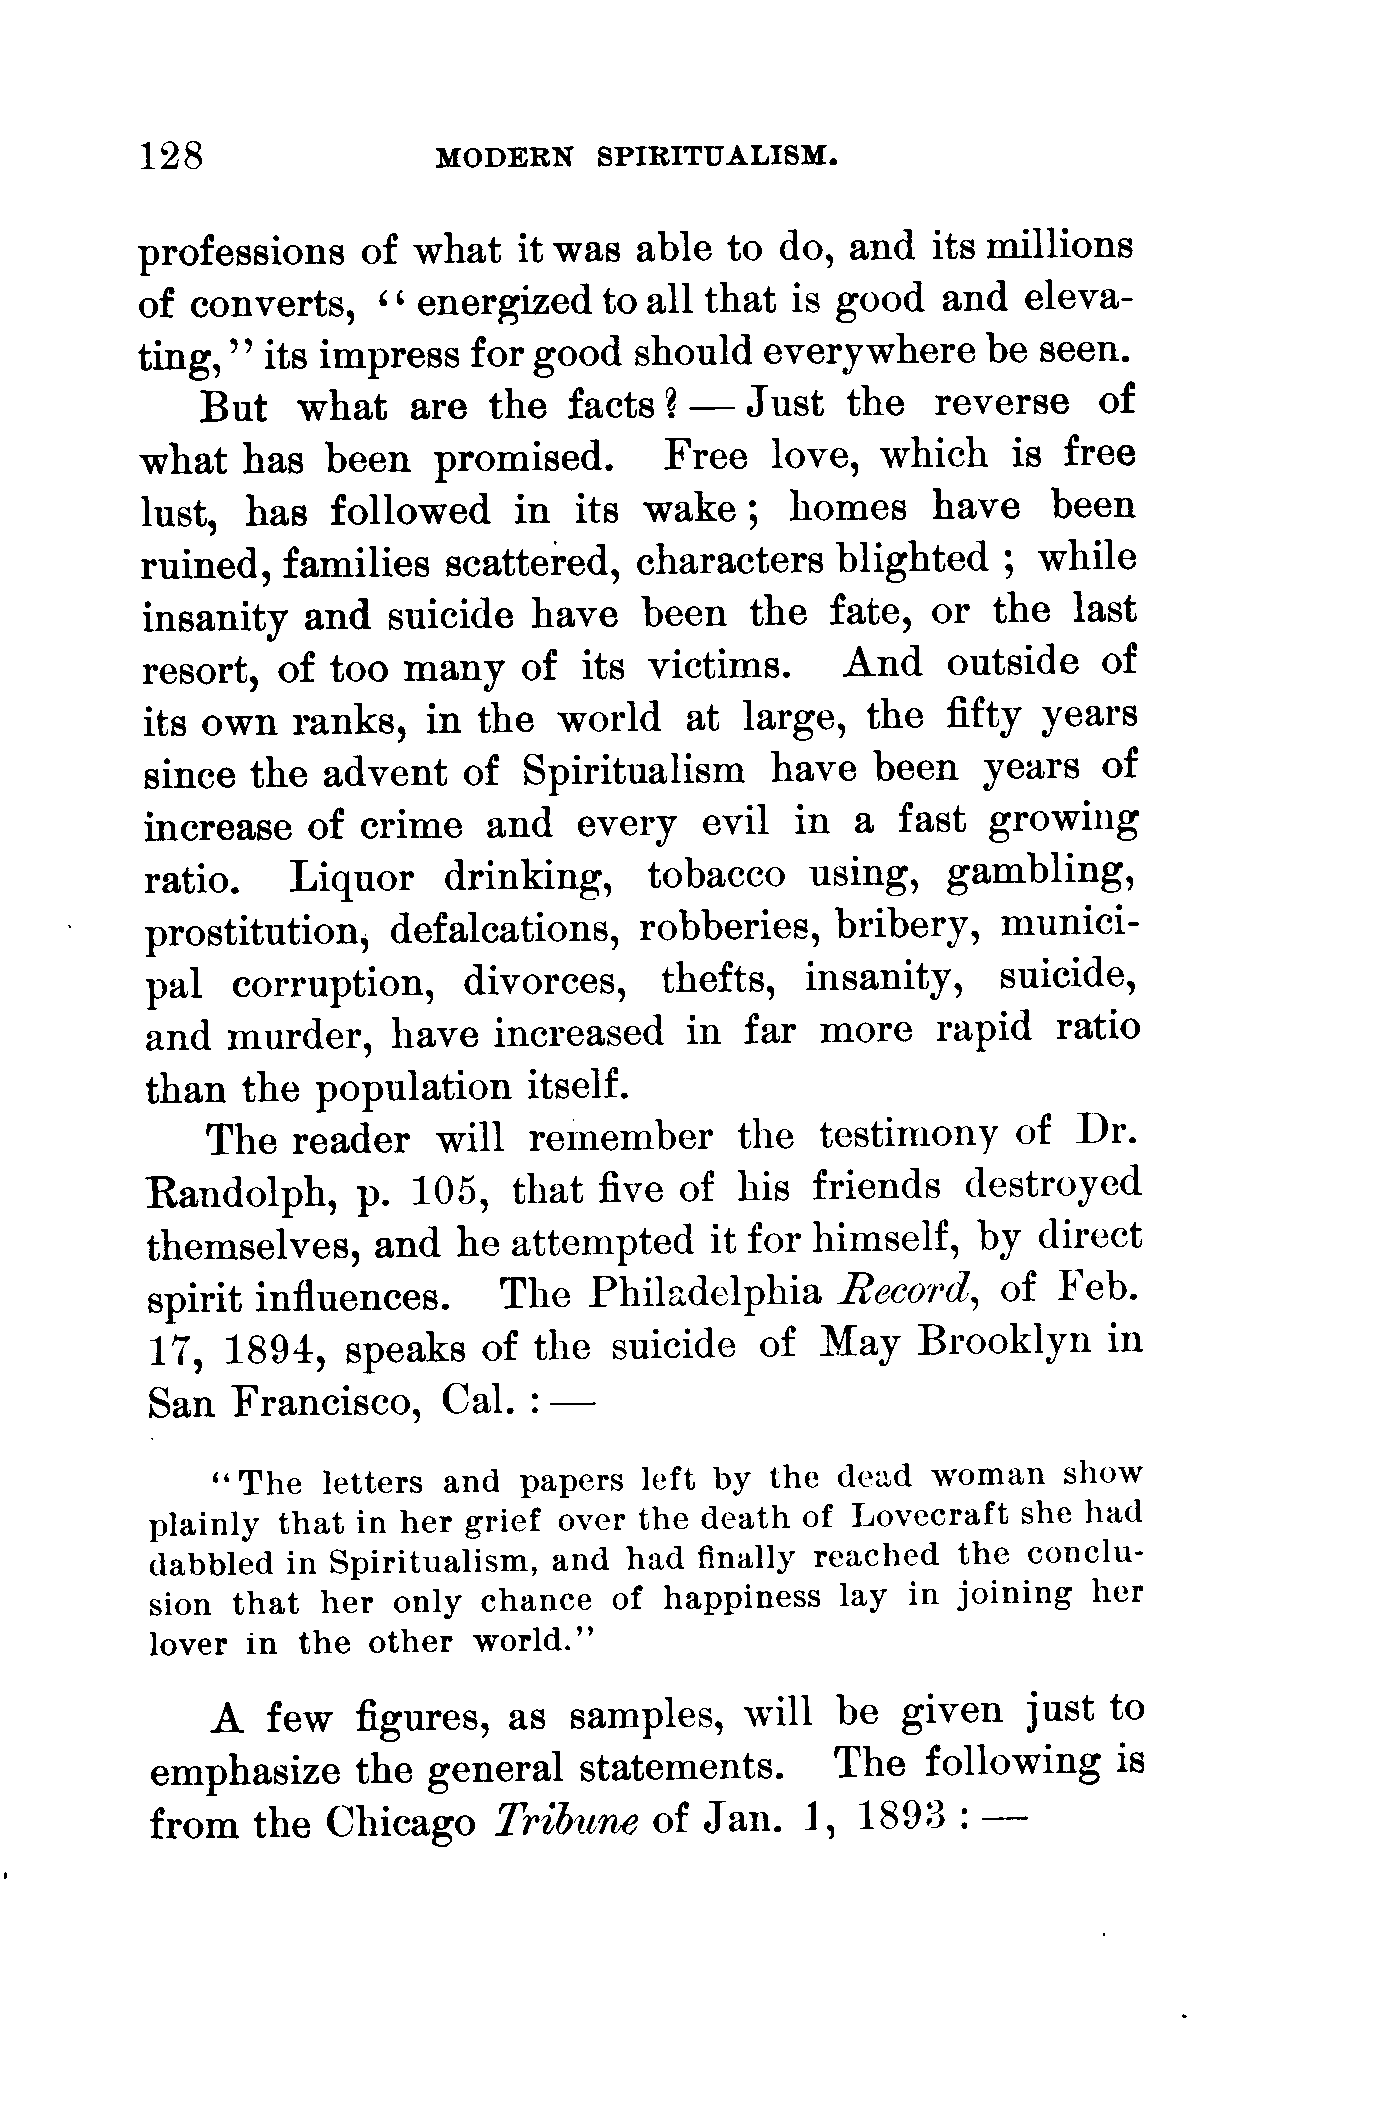 128 MODERN SPIRITUALISM.
professions of what it was able to do, and its millions
of converts, "energized to all that is good and eleva-
ting," its impress for good should everywhere be seen.
But what are the facts? — Just the reverse of
what has been promised. Free love, which is free
lust, has followed in its wake; homes have been
ruined, families scattered, characters blighted; while
insanity and suicide have been the fate, or the last
resort, of too many of its victims. And outside of
its own ranks, in the world at large, the fifty years
since the advent of Spiritualism have been years of
increase of crime and every evil in a fast growing
ratio. Liquor drinking, tobacco using, gambling,
prostitution, defalcations, robberies, bribery, munici-
pal corruption, divorces, thefts, insanity, suicide,
and murder, have increased in far more rapid ratio
than the population itself.
The reader will remember the testimony of Dr.
Randolph, p. 105, that five of his friends destroyed
themselves, and he attempted it for himself, by direct
spirit influences. The Philadelphia Record, of Feb.
17, 1894, speaks of the suicide of May Brooklyn in
San Francisco, Cal.: —
"The letters and papers left by the dead woman show
plainly that in her grief over the death of Lovecraft she had
dabbled in Spiritualism, and had finally reached the conclu-
sion that her only chance of happiness lay in joining her
lover in the other world."
A few figures, as samples, will be given just to
emphasize the general statements. The following is
from the Chicago Tribune of Jan. 1, 1893: —